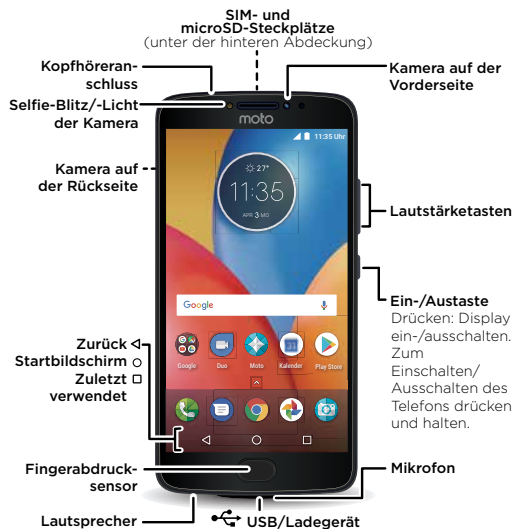 SIM- und
microSD-Steckplätze
(unter der hinteren Abdeckung)
Kopfhöreran-
schluss
Selfie-Blitz/-Licht
der Kamera
Kamera auf
der Rückseite
Kamera auf der
Vorderseite
Lautstärketasten
Ein-/Austaste
Drücken: Display
ein-/ausschalten.
Zum
Einschalten/
Ausschalten des
Telefons drücken
und halten.
moto
11:35 Uhr
27°
11:35
APR 3 MO
Google
Google
Duo
Moto
31
Kalender
Play Store
Zurück
Startbildschirm
Zuletzt
verwendet
Fingerabdruck-
sensor
Lautsprecher
USB/Ladegerät
Mikrofon